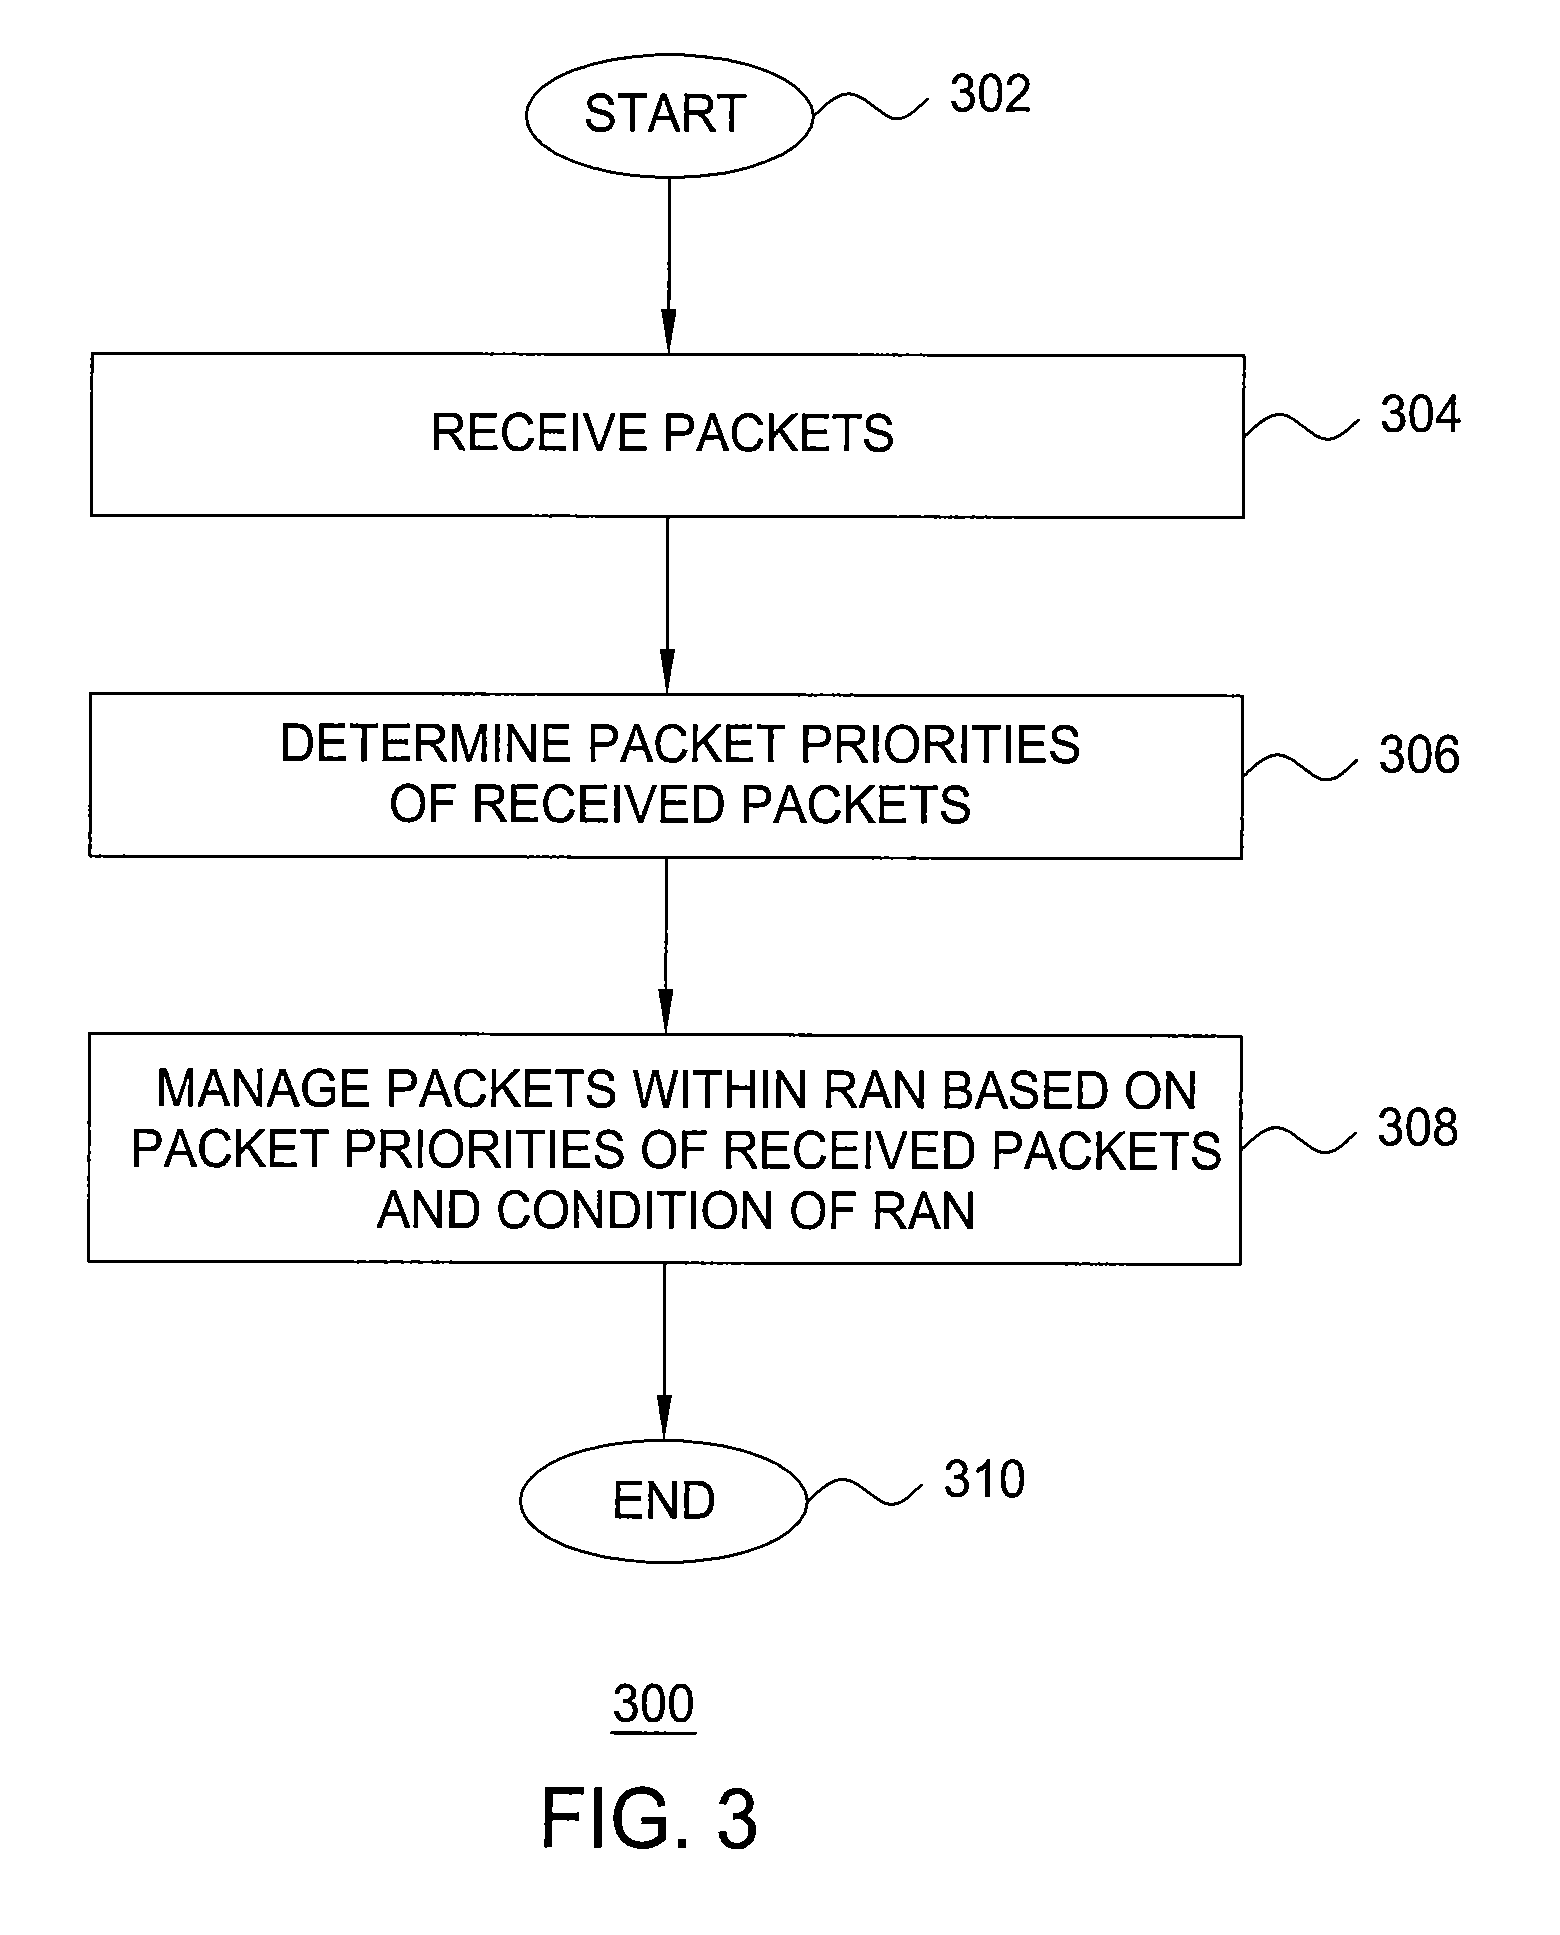 START
302
RECEIVE PACKETS
304
DETERMINE PACKET PRIORITIES
OF RECEIVED PACKETS
306
MANAGE PACKETS WITHIN RAN BASED ON
PACKET PRIORITIES OF RECEIVED PACKETS
AND CONDITION OF RAN
308
END
310
300
FIG. 3